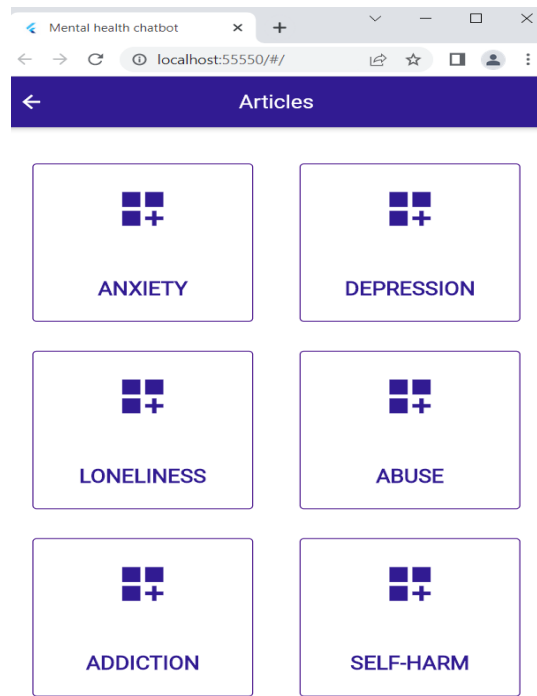 Mental health chatbot
localhost:55550/#/
Articles
ANXIETY
DEPRESSION
LONELINESS
ABUSE
ADDICTION
SELF-HARM